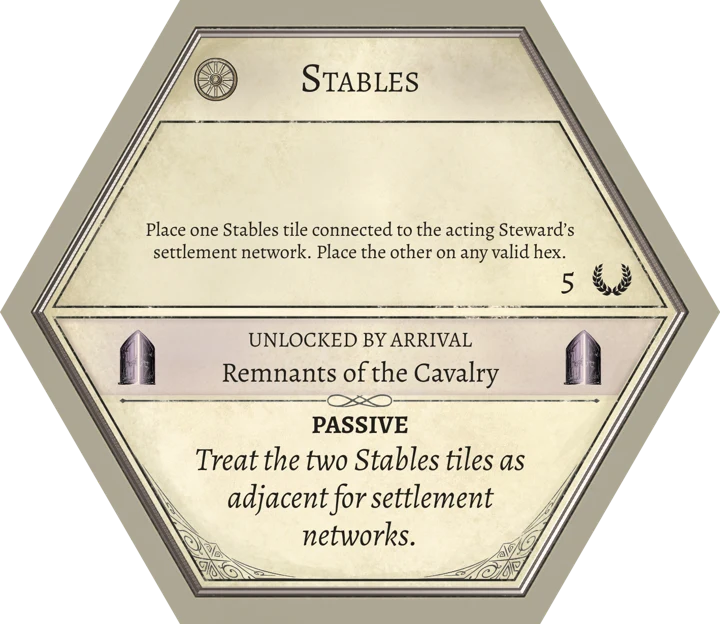 Stables
Place one Stables tile connected to the acting Steward's
settlement network. Place the other on any valid hex.
5
UNLOCKED BY ARRIVAL
Remnants of the Cavalry
PASSIVE
Treat the two Stables tiles as
adjacent for settlement
networks.